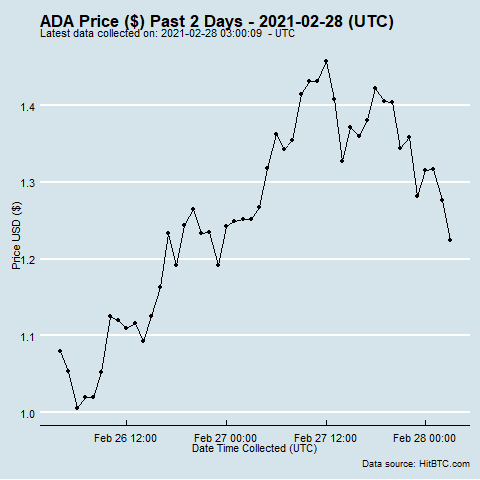 ADA Price ($) Past 2 Days - 2021-02-28 (UTC)
Latest data collected on: 2021-02-28 03:00:09  - UTC
Price USD ($)
1.4
1.3
1.2
1.1
1.0
Feb 26 12:00
Feb 27 00:00
Feb 27 12:00
Feb 28 00:00
Date Time Collected (UTC)
Data source: HitBTC.com